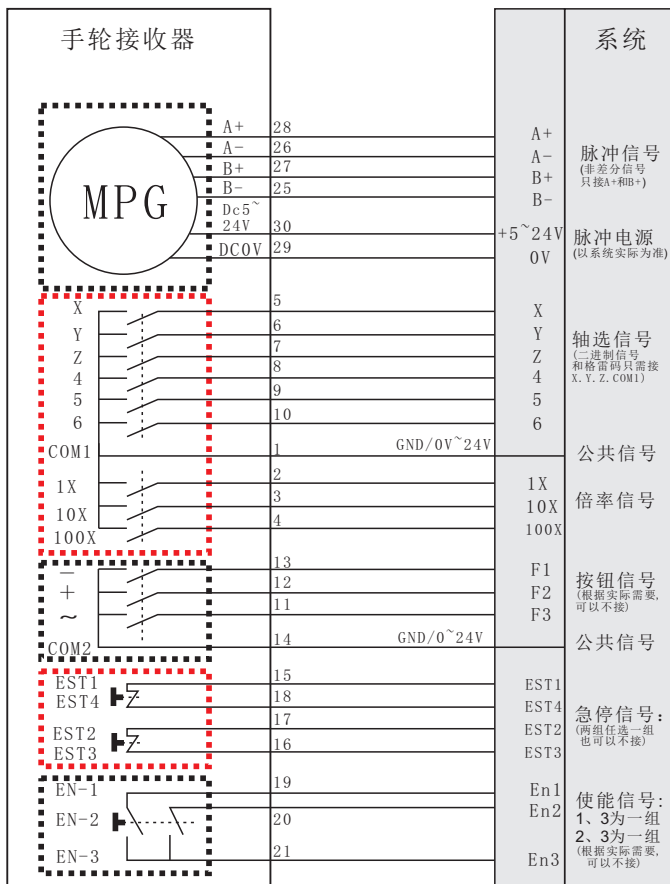 手轮接收器
系统
MPG
A+ 28 A+
A- 26 A-
B+ 27 B+
B- 25 B-
脉冲信号
(非差分信号
只接A+和B+)
Dc5~
24V 30 +5~24V
DC0V 29 0V
脉冲电源
(以系统实际为准)
X 5 X
Y 6 Y
Z 7 Z
4 8 4
5 9 5
6 10 6
轴选信号
(二进制信号
和格雷码只需接
X.Y.Z.COM1)
COM1 1 GND/0V~24V 公共信号
1X 2 1X
10X 3 10X
100X 4 100X
倍率信号
- 13 F1
+ 12 F2
~ 11 F3
按钮信号
(根据实际需要,
可以不接)
COM2 14 GND/0~24V 公共信号
EST1 15 EST1
EST4 18 EST4
EST2 17 EST2
EST3 16 EST3
急停信号:
(两组任选一组
也可以不接)
EN-1 19 En1
EN-2 20 En2
EN-3 21 En3
使能信号:
1、3为一组
2、3为一组
(根据实际需要,
可以不接)